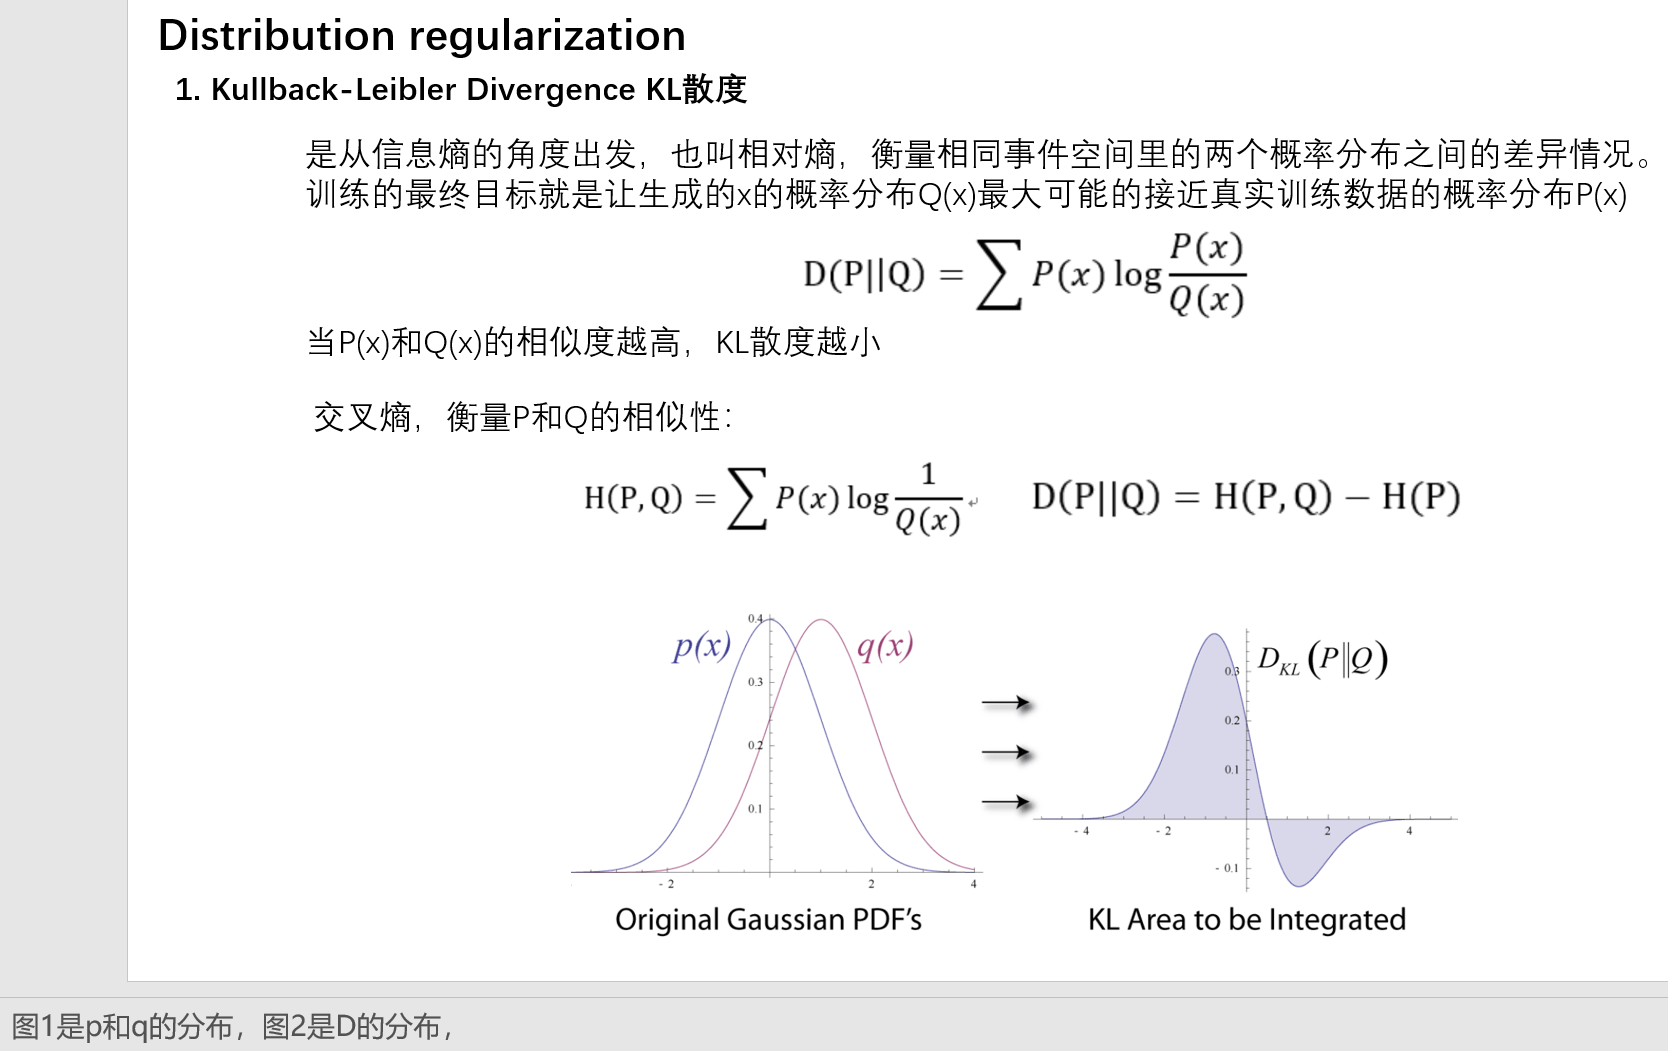 Distribution regularization
1. Kullback-Leibler Divergence KL散度
是从信息熵的角度出发，也叫相对熵，衡量相同事件空间里的两个概率分布之间的差异情况。
训练的最终目标就是让生成的x的概率分布Q(x)最大可能的接近真实训练数据的概率分布P(x)
D(P||Q) = ∑ P(x) log P(x)/Q(x)
当P(x)和Q(x)的相似度越高，KL散度越小
交叉熵，衡量P和Q的相似性：
H(P, Q) = ∑ P(x) log 1/Q(x) ↵ D(P||Q) = H(P, Q) − H(P)
p(x) 0.4 q(x)
0.3
0.2
0.1
- 2 2 4
Original Gaussian PDF’s
D_KL (P‖Q)
0.3
0.2
0.1
- 4 - 2 2 4
- 0.1
KL Area to be Integrated
图1是p和q的分布，图2是D的分布，